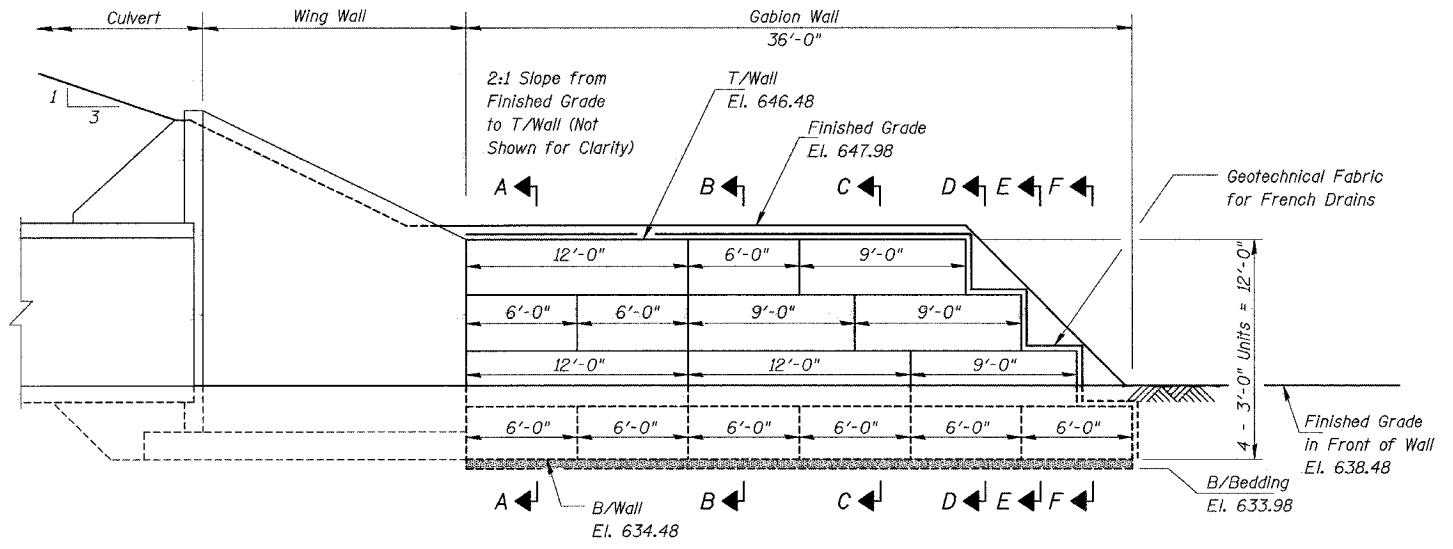 Culvert
Wing Wall
Gabion Wall
36'-0"
1
3
2:1 Slope from
Finished Grade
to T/Wall (Not
Shown for Clarity)
T/Wall
El. 646.48
Finished Grade
El. 647.98
Geotechnical Fabric
for French Drains
A B C D E F
12'-0" 6'-0" 9'-0"
6'-0" 6'-0" 9'-0" 9'-0"
12'-0" 12'-0" 9'-0"
6'-0" 6'-0" 6'-0" 6'-0" 6'-0" 6'-0"
4 - 3'-0" Units = 12'-0"
Finished Grade
in Front of Wall
El. 638.48
A B C D E F
B/Wall
El. 634.48
B/Bedding
El. 633.98